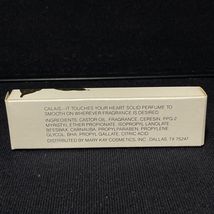 CALAIS—IT TOUCHES YOUR HEART SOLID PERFUME TO
SMOOTH ON WHEREVER FRAGRANCE IS DESIRED
INGREDIENTS: CASTOR OIL, FRAGRANCE, CERESIN, PPG-2
MYRISTYL ETHER PROPIONATE, ISOPROPYL LANOLATE,
BEESWAX, CARNAUBA, PROPYLPARABEN, PROPYLENE
GLYCOL, BHA, PROPYL GALLATE, CITRIC ACID
DISTRIBUTED BY MARY KAY COSMETICS, INC., DALLAS, TX 75247